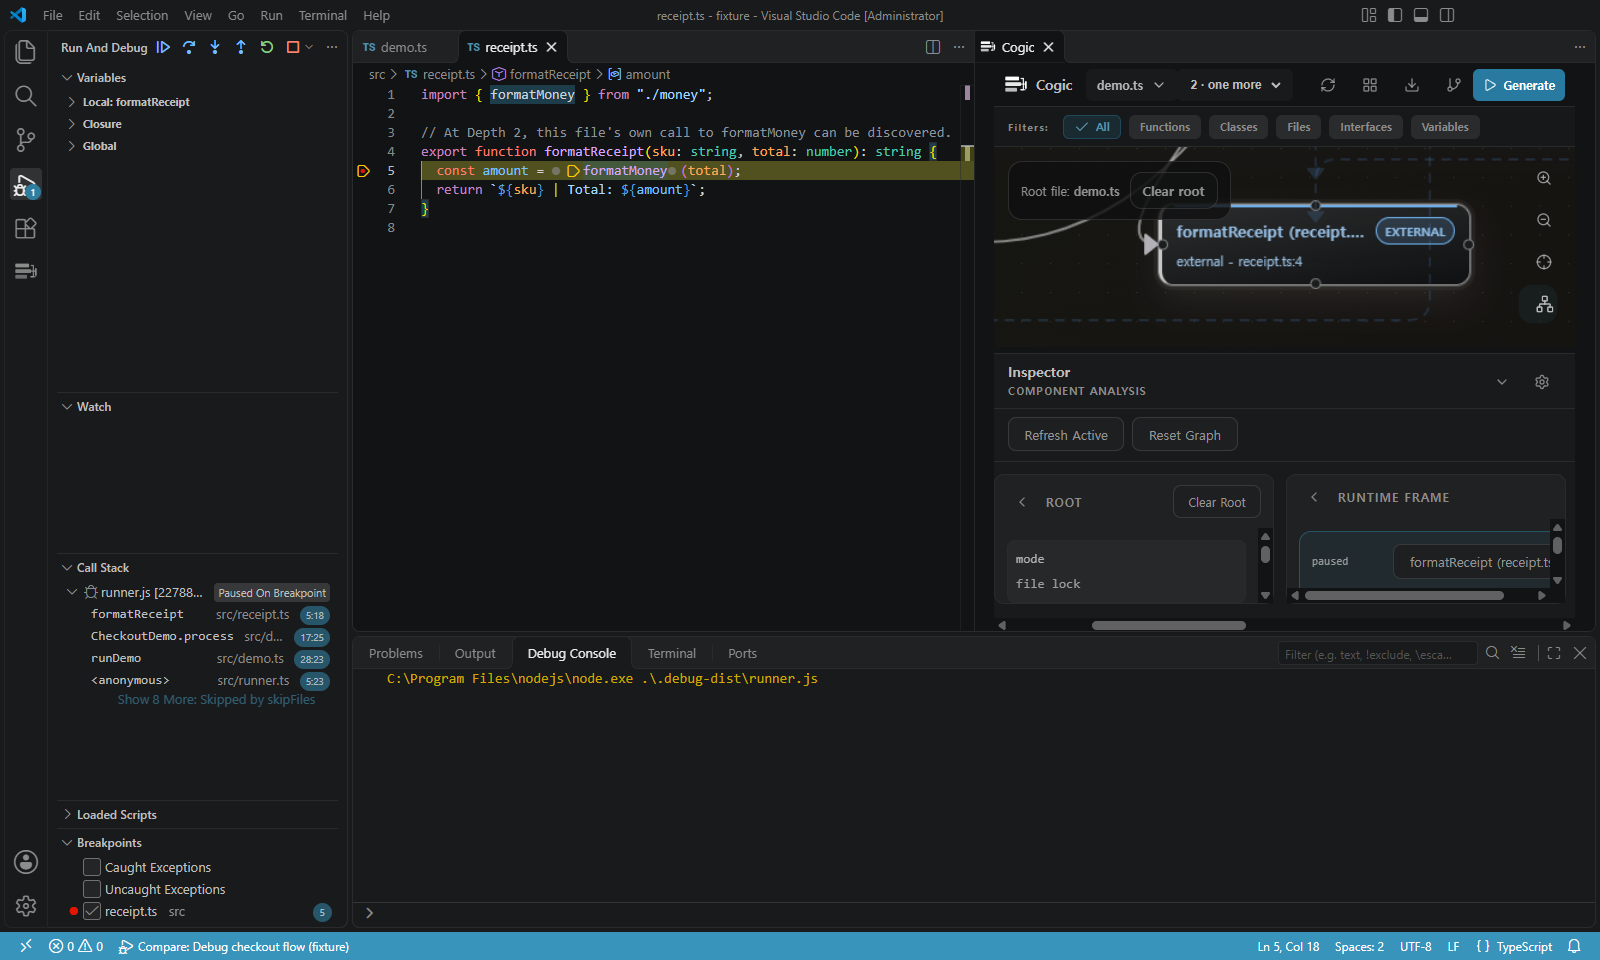 File Edit Selection View Go Run Terminal Help
receipt.ts - fixture - Visual Studio Code [Administrator]
Run And Debug
Variables
Local: formatReceipt
Closure
Global
Watch
Call Stack
runner.js [22788... Paused On Breakpoint
formatReceipt src/receipt.ts 5:18
CheckoutDemo.process src/d... 17:25
runDemo src/demo.ts 28:23
<anonymous> src/runner.ts 5:23
Show 8 More: Skipped by skipFiles
Loaded Scripts
Breakpoints
Caught Exceptions
Uncaught Exceptions
receipt.ts src 5
1
TS demo.ts
TS receipt.ts
src > TS receipt.ts > formatReceipt > amount
1 import { formatMoney } from "./money";
2
3 // At Depth 2, this file's own call to formatMoney can be discovered.
4 export function formatReceipt(sku: string, total: number): string {
5 const amount = formatMoney (total);
6 return `${sku} | Total: ${amount}`;
7 }
8
Cogic
Cogic demo.ts 2 · one more Generate
Filters: All Functions Classes Files Interfaces Variables
Root file: demo.ts Clear root
formatReceipt (receipt.... EXTERNAL
external - receipt.ts:4
Inspector
COMPONENT ANALYSIS
Refresh Active Reset Graph
ROOT Clear Root
mode
file lock
RUNTIME FRAME
paused formatReceipt (receipt.ts
Problems Output Debug Console Terminal Ports
Filter (e.g. text, !exclude, \esca...
C:\Program Files\nodejs\node.exe .\.debug-dist\runner.js
0 0 Compare: Debug checkout flow (fixture)
Ln 5, Col 18 Spaces: 2 UTF-8 LF { } TypeScript